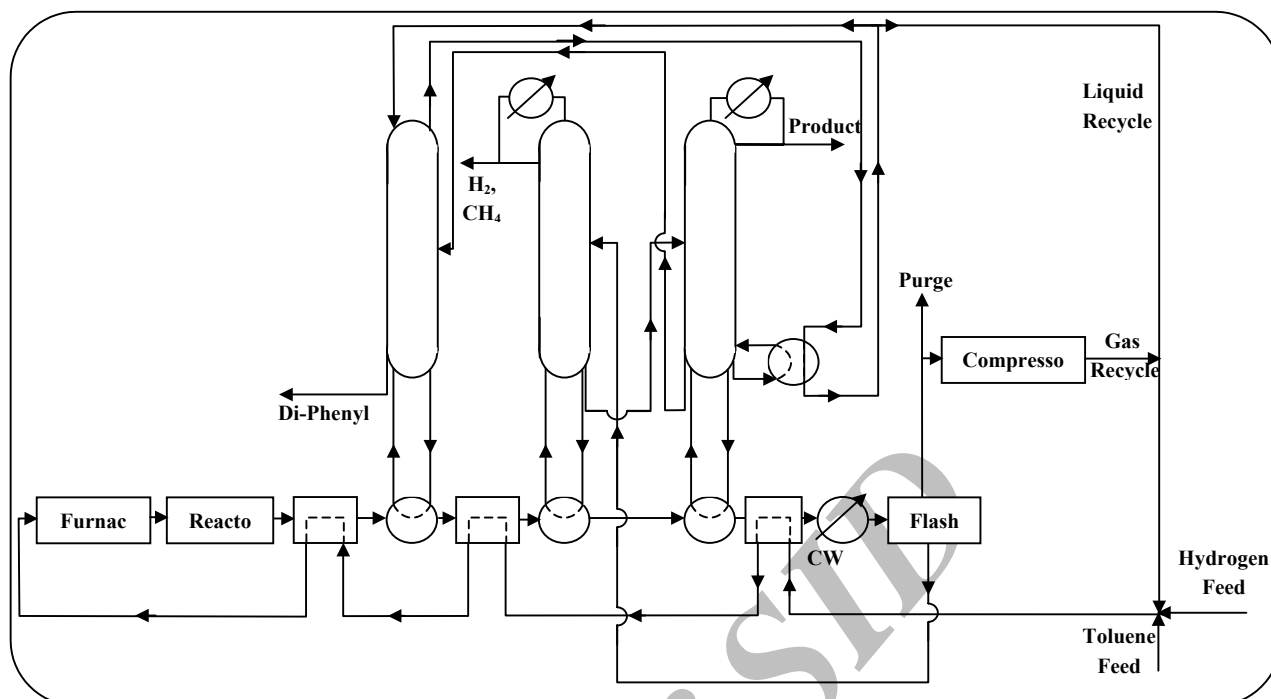 Liquid
Recycle
Product
H₂,
CH₄
Purge
Compresso
Gas
Recycle
Di-Phenyl
Furnac
Reacto
CW
Flash
Hydrogen
Feed
Toluene
Feed
SID